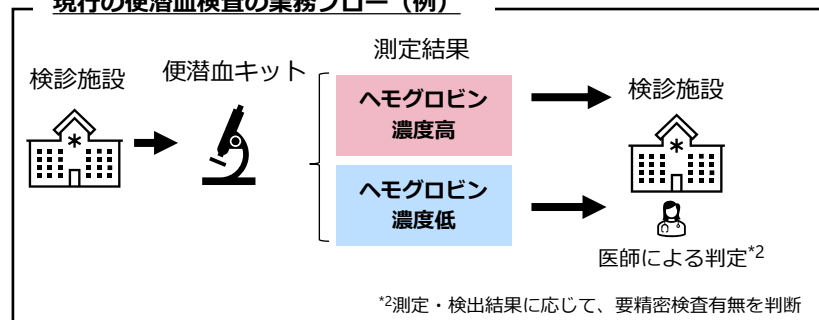 現行の便潜血検査の業務フロー（例）
測定結果
検診施設
便潜血キット
ヘモグロビン
濃度高
ヘモグロビン
濃度低
検診施設
医師による判定*2
*2測定・検出結果に応じて、要精密検査有無を判断